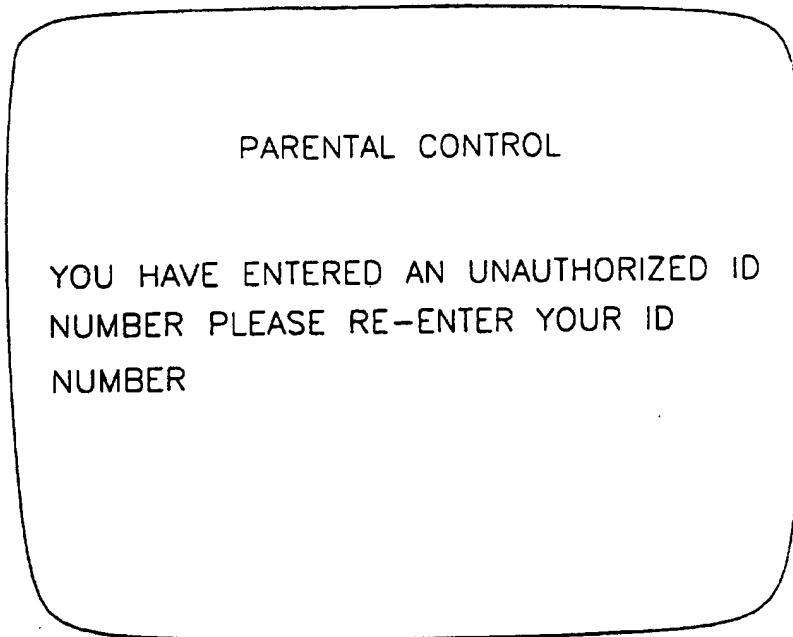 PARENTAL CONTROL
YOU HAVE ENTERED AN UNAUTHORIZED ID
NUMBER PLEASE RE-ENTER YOUR ID
NUMBER